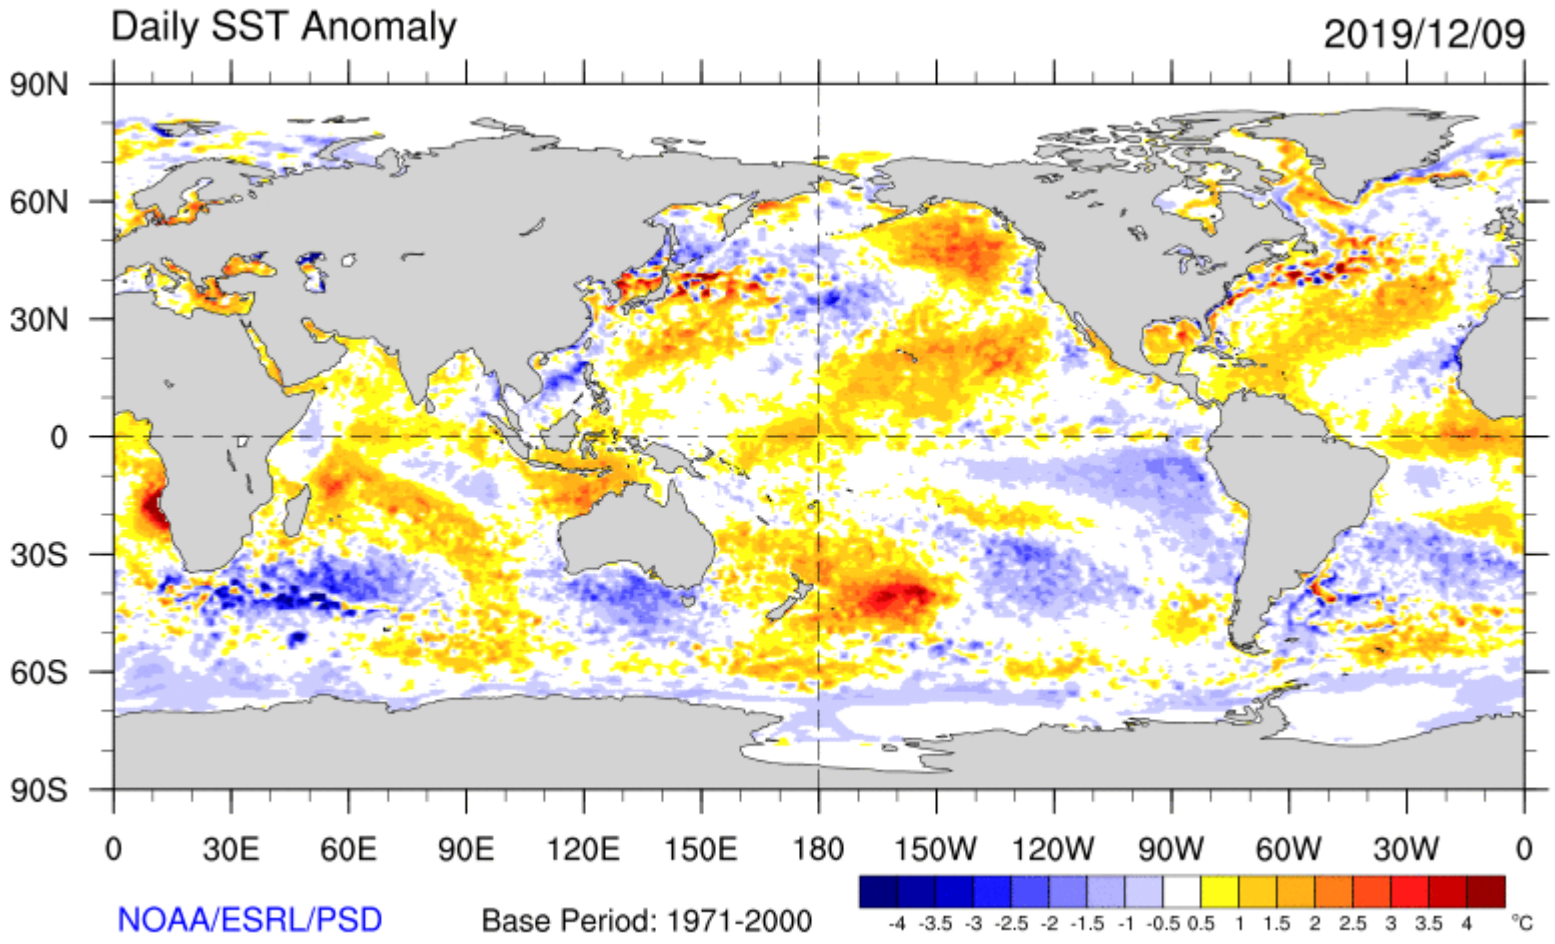 Daily SST Anomaly
2019/12/09
90N
60N
30N
0
30S
60S
90S
0 30E 60E 90E 120E 150E 180 150W 120W 90W 60W 30W 0
NOAA/ESRL/PSD
Base Period: 1971-2000
-4 -3.5 -3 -2.5 -2 -1.5 -1 -0.5 0.5 1 1.5 2 2.5 3 3.5 4 °C